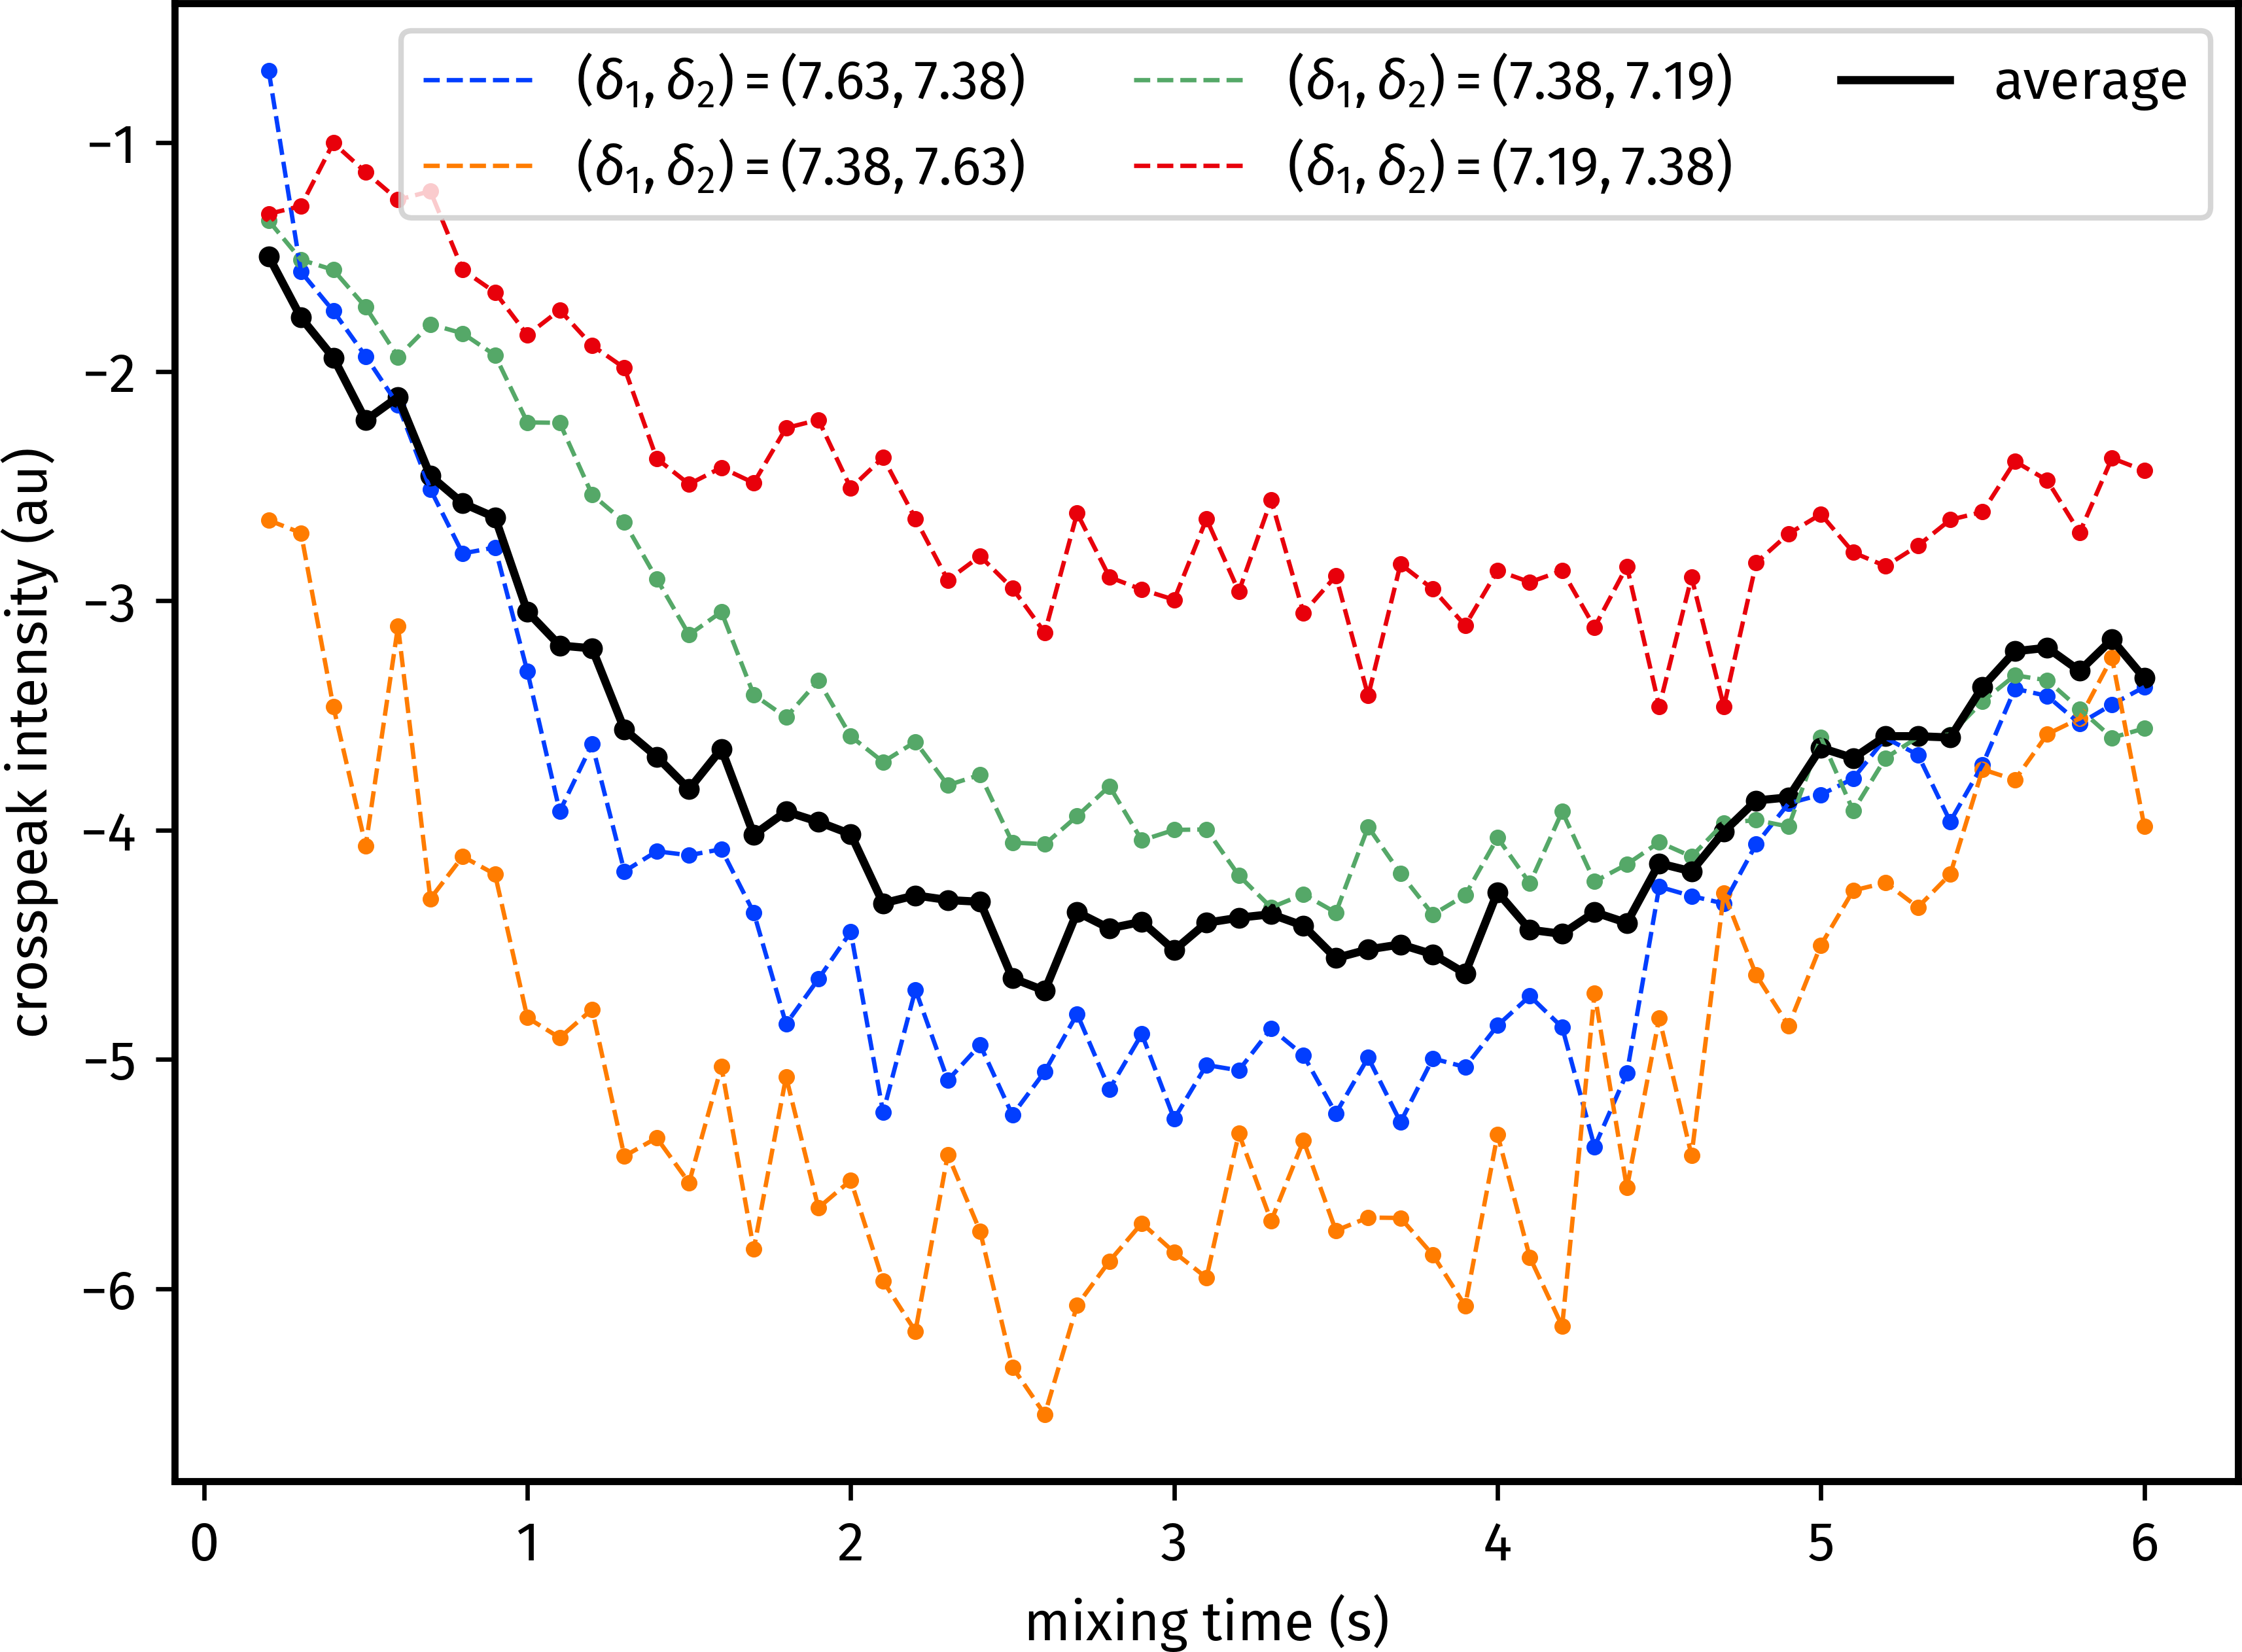 (δ₁, δ₂) = (7.63, 7.38)
(δ₁, δ₂) = (7.38, 7.63)
(δ₁, δ₂) = (7.38, 7.19)
(δ₁, δ₂) = (7.19, 7.38)
average
crosspeak intensity (au)
−1
−2
−3
−4
−5
−6
0 1 2 3 4 5 6
mixing time (s)